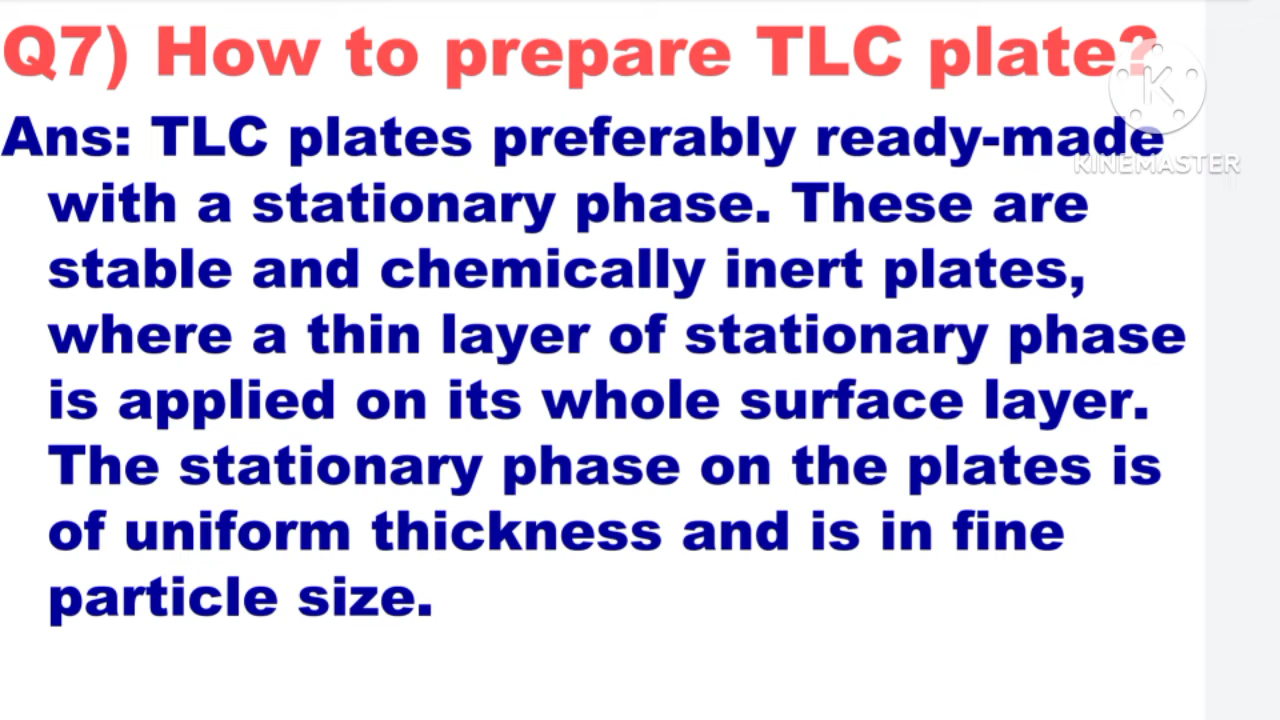 Q7) How to prepare TLC plate?
Ans: TLC plates preferably ready-made
with a stationary phase. These are
stable and chemically inert plates,
where a thin layer of stationary phase
is applied on its whole surface layer.
The stationary phase on the plates is
of uniform thickness and is in fine
particle size.
K
KINEMASTER